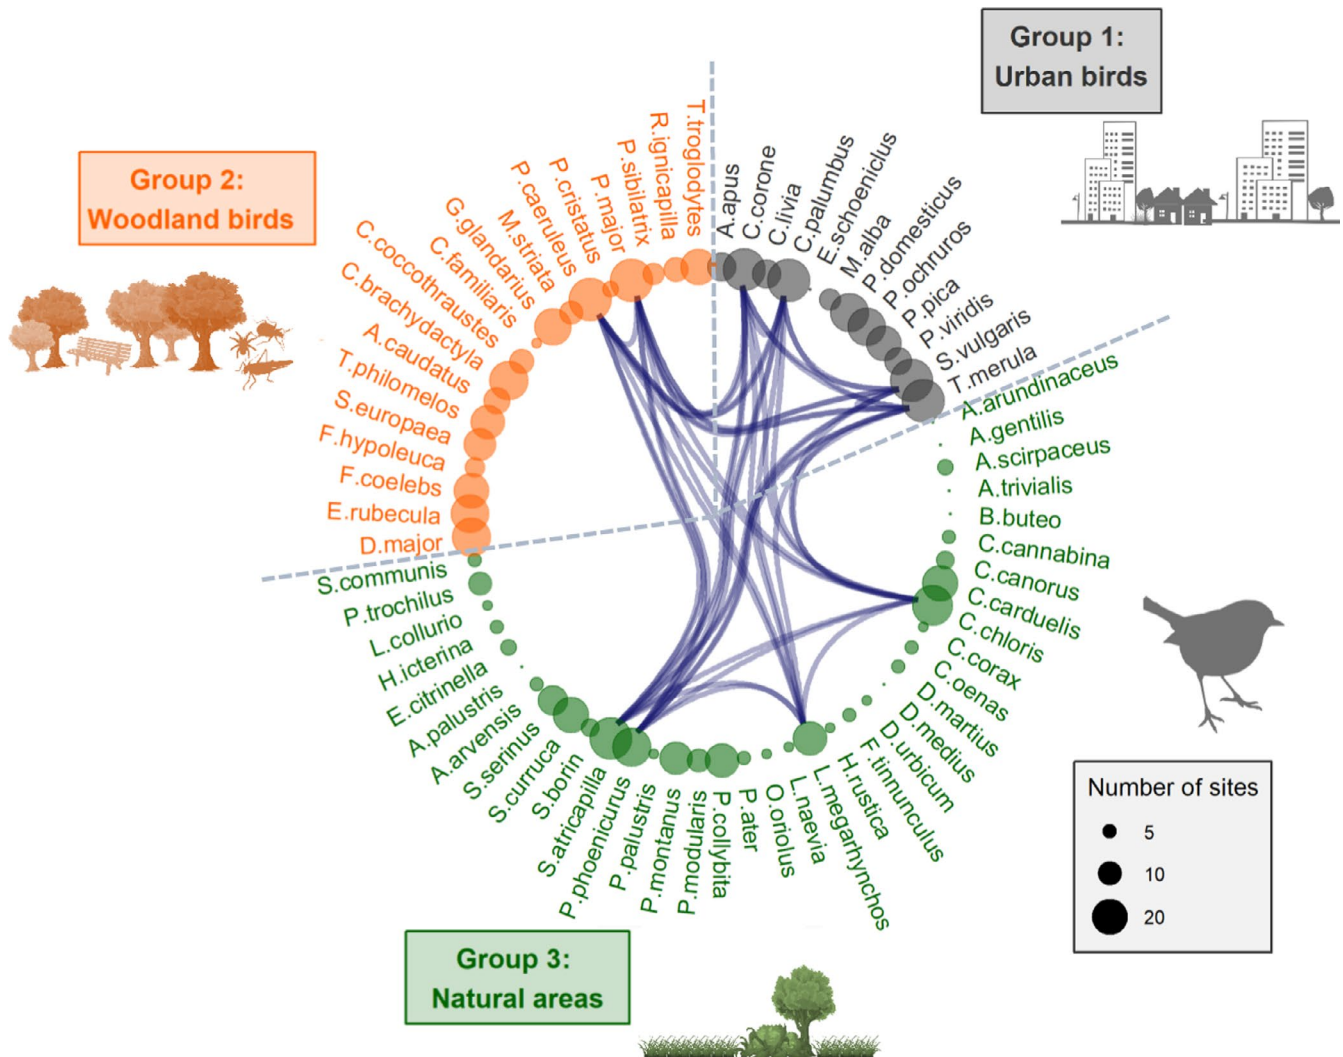 Group 1:
Urban birds
Group 2:
Woodland birds
T.troglodytes
R.ignicapilla
P.sibilatrix
P.major
P.cristatus
P.caeruleus
M.striata
G.glandarius
C.familiaris
C.coccothraustes
C.brachydactyla
A.caudatus
T.philomelos
S.europaea
F.hypoleuca
F.coelebs
E.rubecula
D.major
A.apus
C.corone
C.livia
C.palumbus
E.schoeniclus
M.alba
P.domesticus
P.ochruros
P.pica
P.viridis
S.vulgaris
T.merula
A.arundinaceus
A.gentilis
A.scirpaceus
A.trivialis
B.buteo
C.cannabina
C.canorus
C.carduelis
C.chloris
C.corax
C.oenas
D.martius
D.medius
D.urbicum
F.tinnunculus
H.rustica
L.megarhynchos
L.naevia
O.oriolus
P.ater
P.collybita
P.modularis
P.montanus
P.palustris
P.phoenicurus
S.atricapilla
S.borin
S.curruca
S.serinus
A.arvensis
A.palustris
E.citrinella
H.icterina
L.collurio
P.trochilus
S.communis
Number of sites
5
10
20
Group 3:
Natural areas